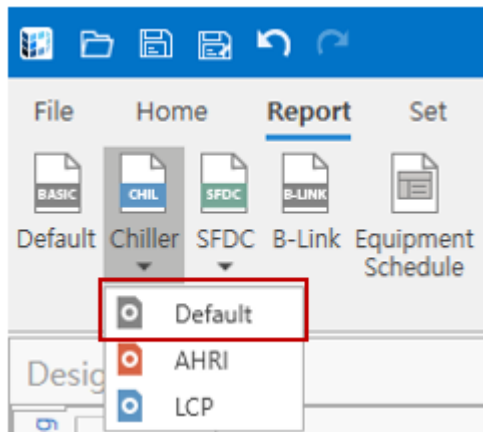 File Home Report Set
BASIC CHIL SFDC B-LINK
Default Chiller SFDC B-Link Equipment
Schedule
Default
AHRI
LCP
Desig